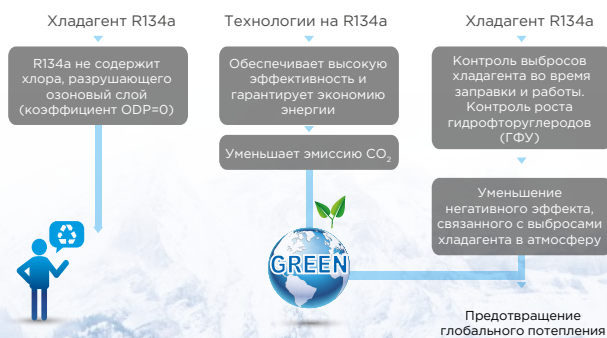 Хладагент R134a
R134a не содержит
хлора, разрушающего
озоновый слой
(коэффициент ODP=0)
Технологии на R134a
Обеспечивает высокую
эффективность и
гарантирует экономию
энергии
Уменьшает эмиссию CO₂
GREEN
Хладагент R134a
Контроль выбросов
хладагента во время
заправки и работы.
Контроль роста
гидрофторуглеродов
(ГФУ)
Уменьшение
негативного эффекта,
связанного с выбросами
хладагента в атмосферу
Предотвращение
глобального потепления